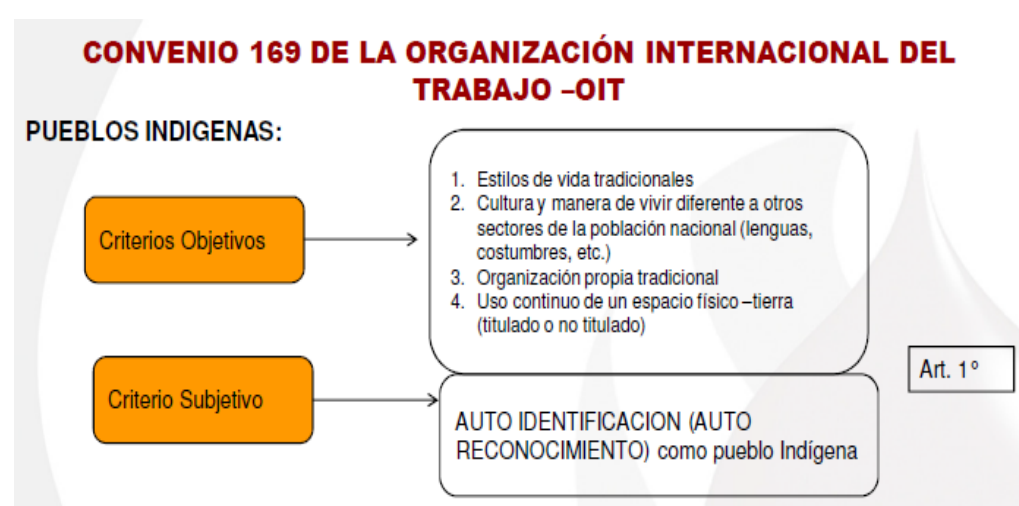 CONVENIO 169 DE LA ORGANIZACIÓN INTERNACIONAL DEL
TRABAJO –OIT
PUEBLOS INDIGENAS:
Criterios Objetivos
1. Estilos de vida tradicionales
2. Cultura y manera de vivir diferente a otros
sectores de la población nacional (lenguas,
costumbres, etc.)
3. Organización propia tradicional
4. Uso continuo de un espacio físico –tierra
(titulado o no titulado)
Art. 1º
Criterio Subjetivo
AUTO IDENTIFICACION (AUTO
RECONOCIMIENTO) como pueblo Indígena